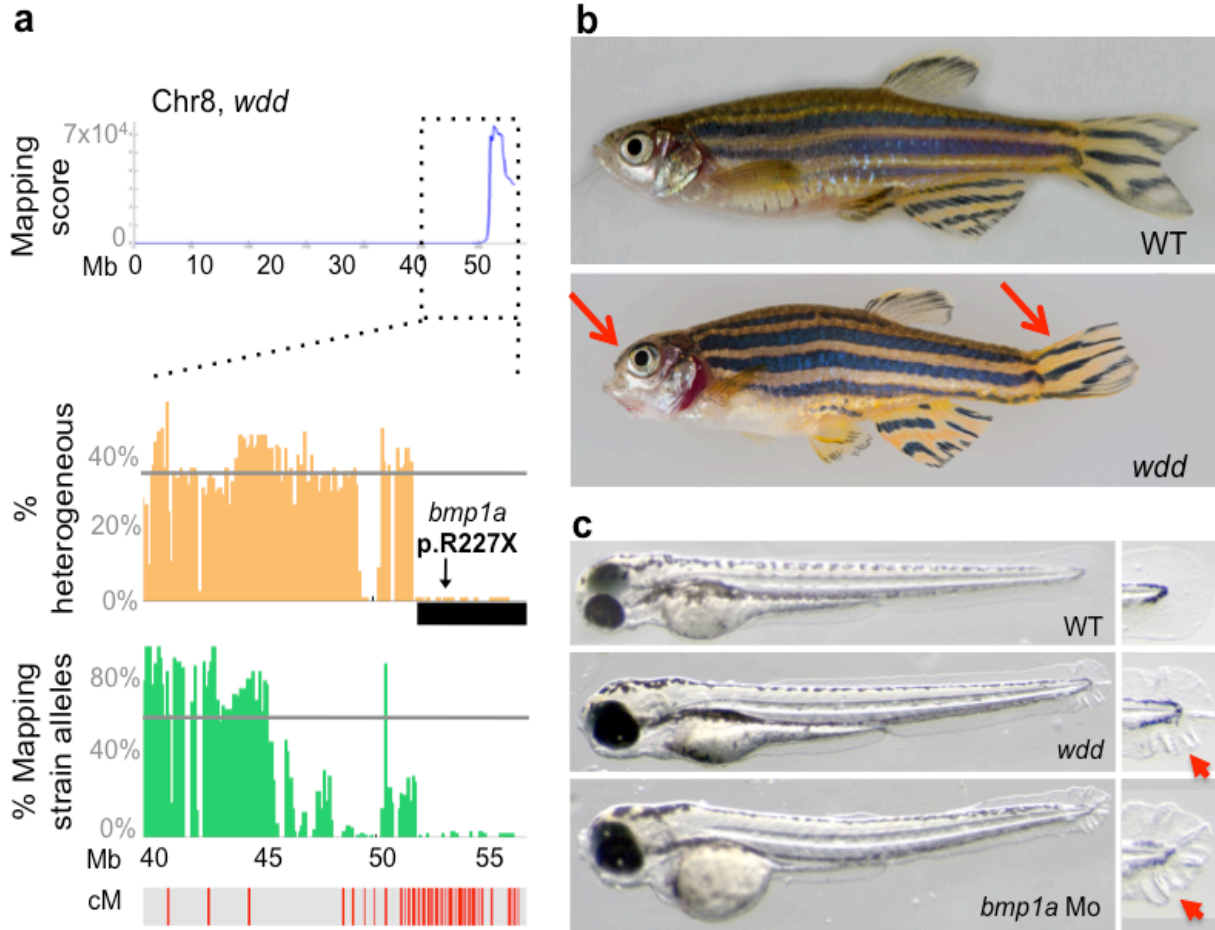 a
Chr8, wdd
Mapping score
7x10⁴
0
Mb 0 10 20 30 40 50
% heterogeneous
40%
20%
0%
bmp1a
p.R227X
% Mapping strain alleles
80%
40%
0%
Mb 40 45 50 55
cM
b
WT
wdd
c
WT
wdd
bmp1a Mo